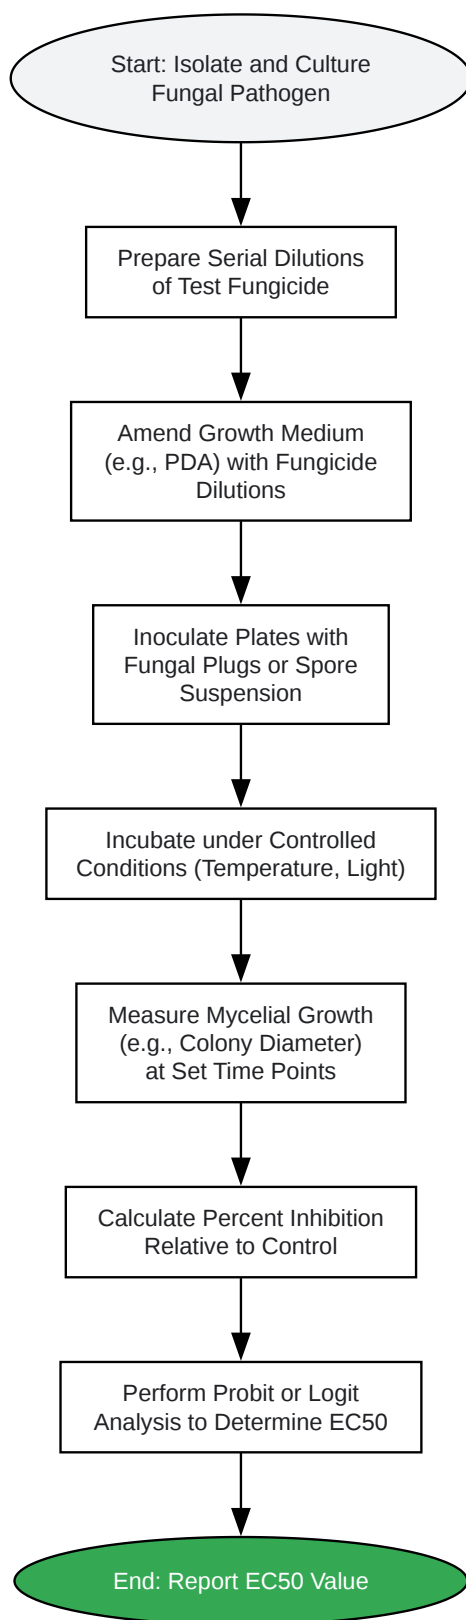 Start: Isolate and Culture
Fungal Pathogen
Prepare Serial Dilutions
of Test Fungicide
Amend Growth Medium
(e.g., PDA) with Fungicide
Dilutions
Inoculate Plates with
Fungal Plugs or Spore
Suspension
Incubate under Controlled
Conditions (Temperature, Light)
Measure Mycelial Growth
(e.g., Colony Diameter)
at Set Time Points
Calculate Percent Inhibition
Relative to Control
Perform Probit or Logit
Analysis to Determine EC50
End: Report EC50 Value